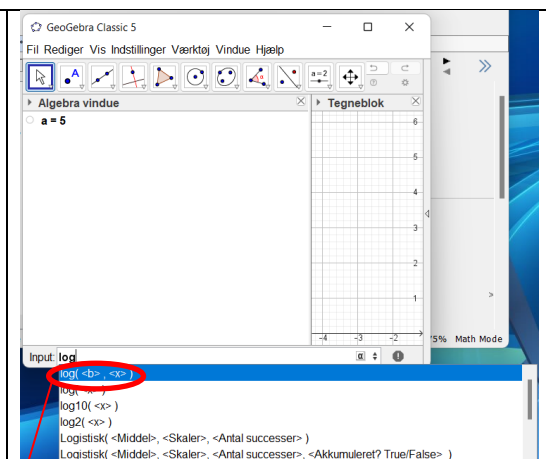 GeoGebra Classic 5
Fil Rediger Vis Indstillinger Værktøj Vindue Hjælp
A
α
a=2
Algebra vindue
Tegneblok
a = 5
6
5
4
3
2
1
-4 -3 -2
75% Math Mode
Input: log
α
log( <b> , <x> )
log( <x> )
log10( <x> )
log2( <x> )
Logistisk( <Middel>, <Skaler>, <Antal successer> )
Logistisk( <Middel>, <Skaler>, <Antal successer>, <Akkumuleret? True/False> )